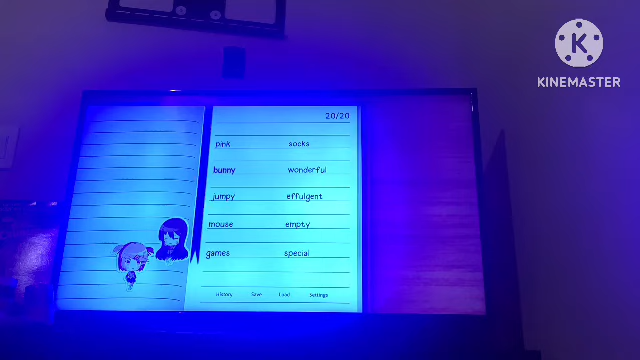 K
KINEMASTER
20/20
pink socks
bunny wonderful
jumpy effulgent
mouse empty
games special
History Save Load Settings